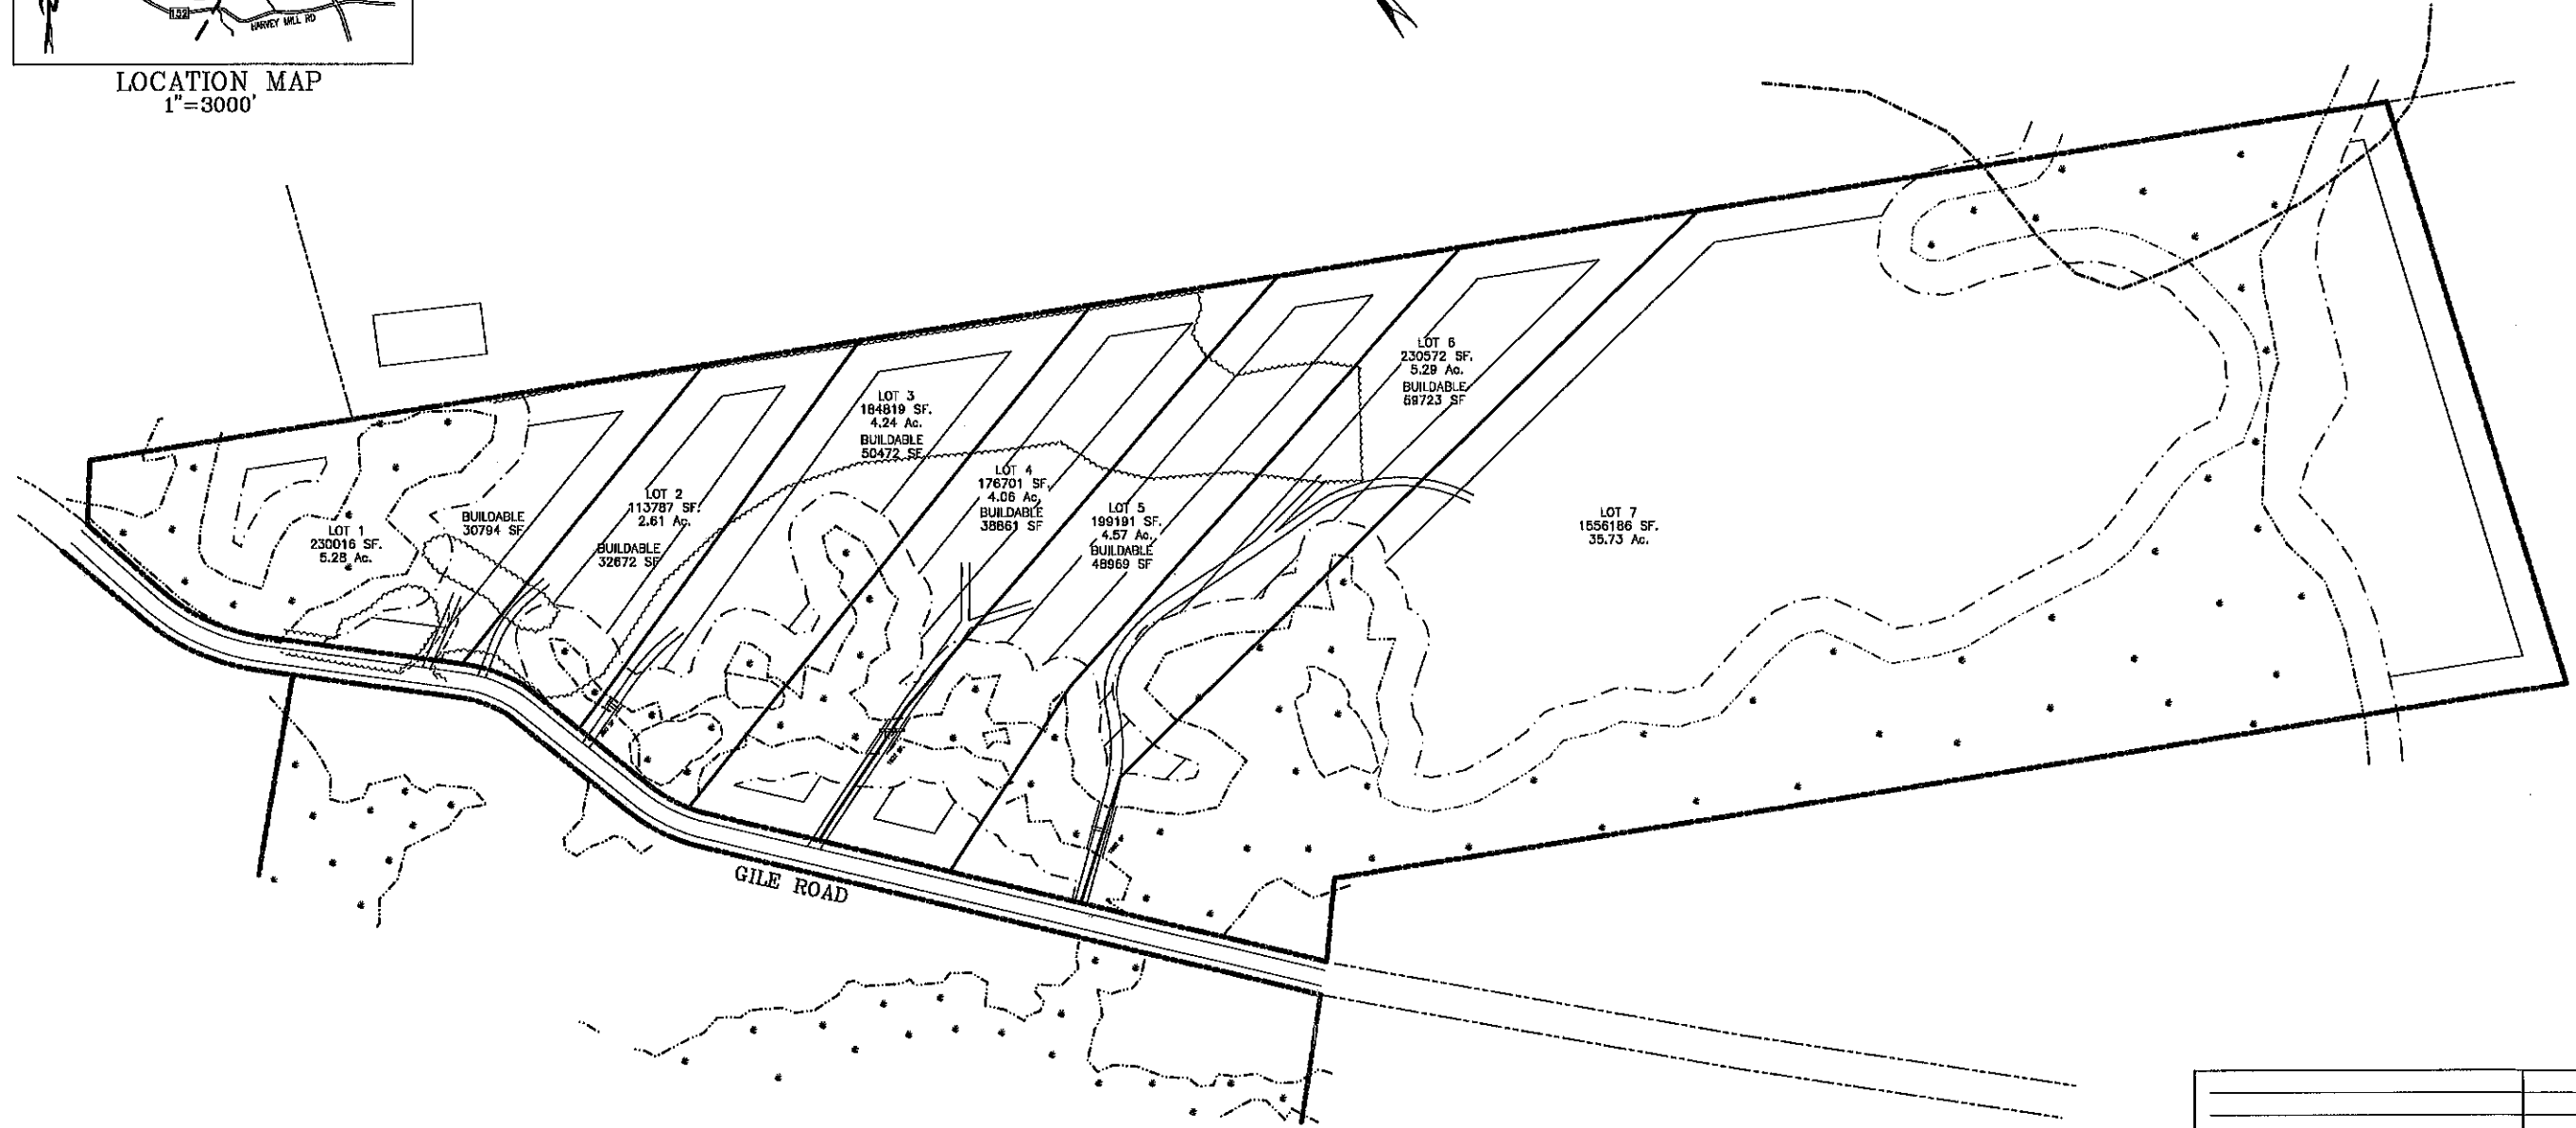 152
HARVEY MILL RD
LOCATION MAP
1"=3000'
LOT 1
230016 SF.
5.28 Ac.
BUILDABLE
30794 SF
LOT 2
113787 SF.
2.61 Ac.
BUILDABLE
32672 SF
LOT 3
184819 SF.
4.24 Ac.
BUILDABLE
50472 SF
LOT 4
176701 SF.
4.06 Ac.
BUILDABLE
38861 SF
LOT 5
199191 SF.
4.57 Ac.
BUILDABLE
48969 SF
LOT 6
230572 SF.
5.29 Ac.
BUILDABLE
69723 SF
LOT 7
1556186 SF.
35.73 Ac.
GILE ROAD